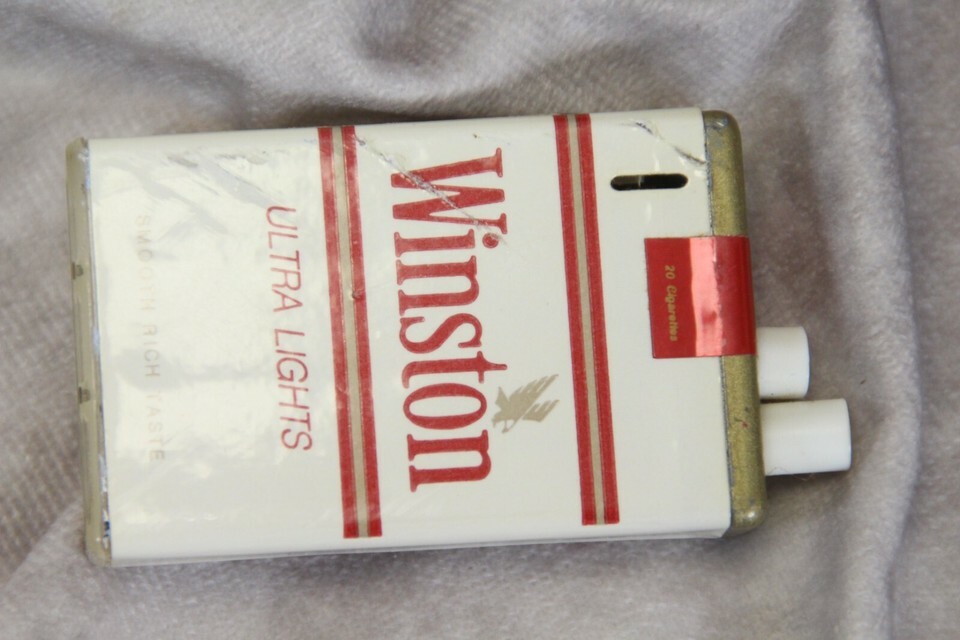 20 Cigarettes
Winston
ULTRA LIGHTS
SMOOTH RICH TASTE